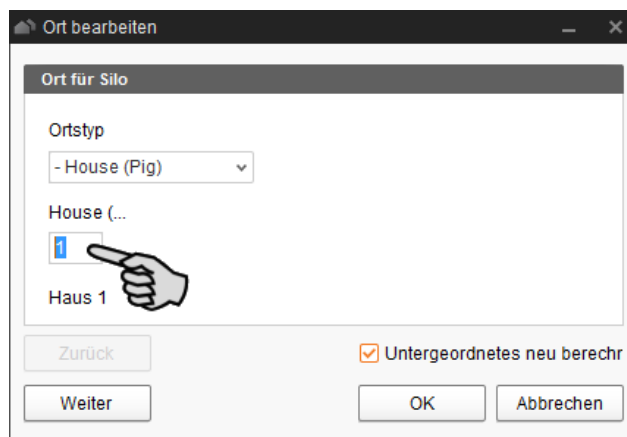 Ort bearbeiten
Ort für Silo
Ortstyp
- House (Pig)
House (...
1
Haus 1
Zurück
Untergeordnetes neu berechr
Weiter
OK
Abbrechen